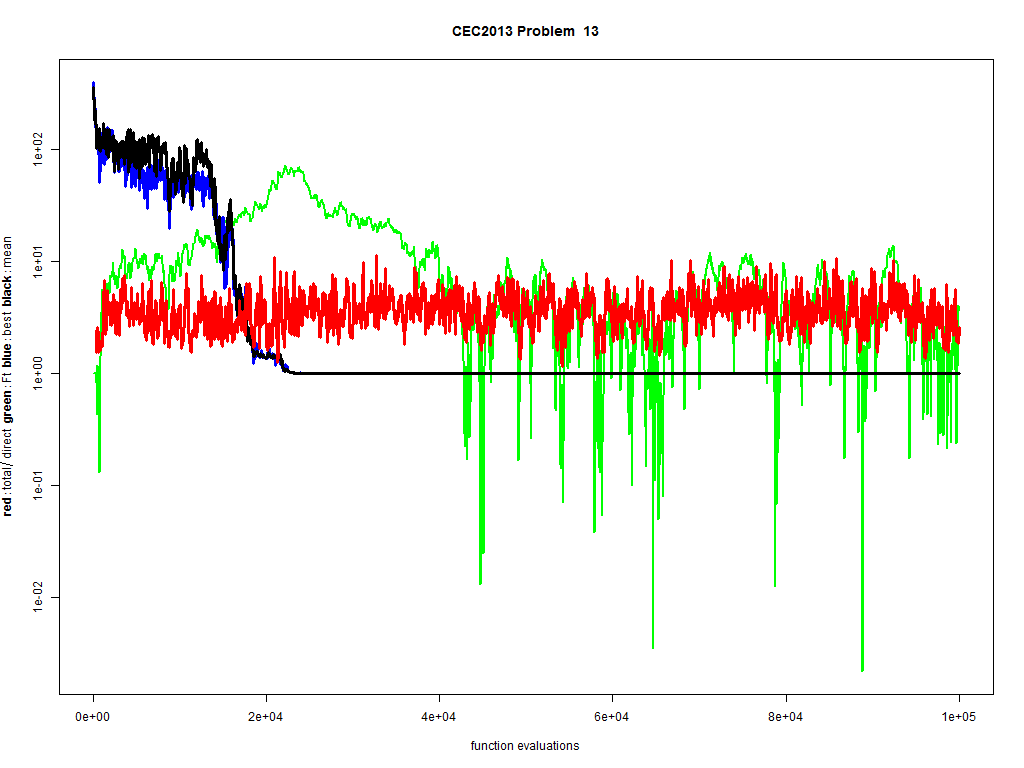 CEC2013 Problem 13
1e+02
1e+01
1e+00
1e-01
1e-02
red : total/ direct green : Ft blue : best black : mean
0e+00 2e+04 4e+04 6e+04 8e+04 1e+05
function evaluations